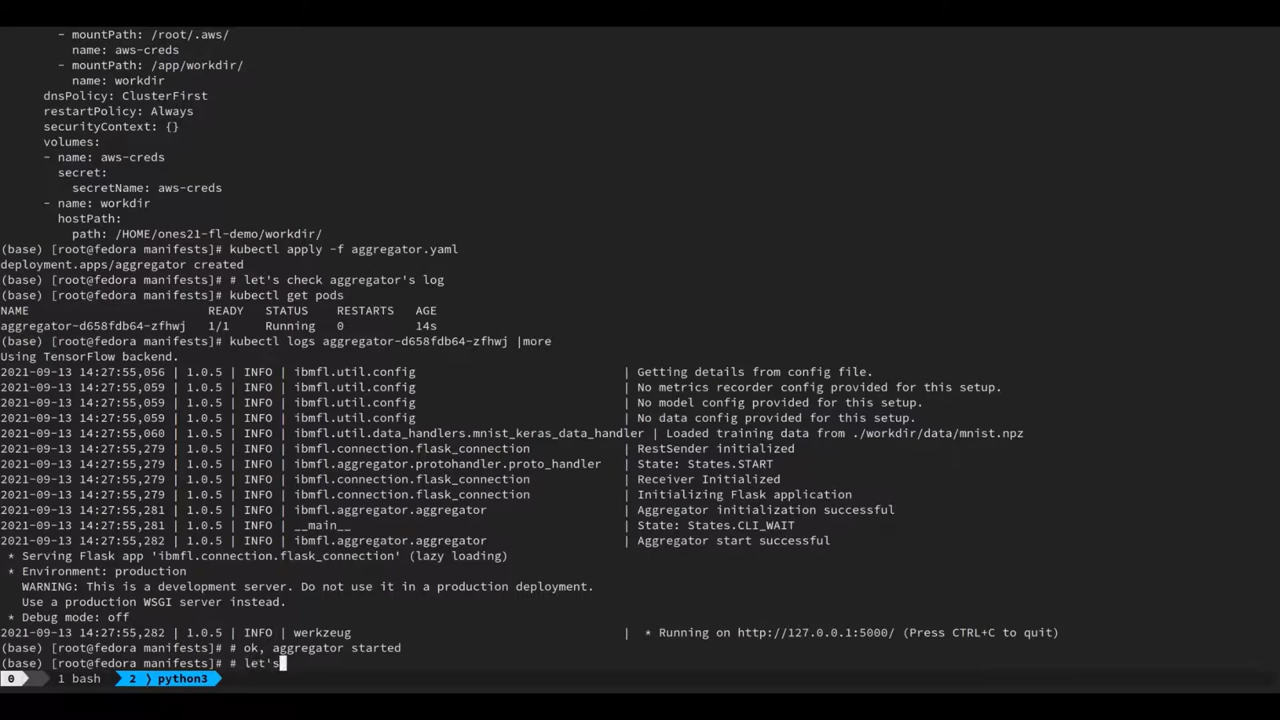 - mountPath: /root/.aws/
name: aws-creds
- mountPath: /app/workdir/
name: workdir
dnsPolicy: ClusterFirst
restartPolicy: Always
securityContext: {}
volumes:
- name: aws-creds
secret:
secretName: aws-creds
- name: workdir
hostPath:
path: /HOME/ones21-fl-demo/workdir/
(base) [root@fedora manifests]# kubectl apply -f aggregator.yaml
deployment.apps/aggregator created
(base) [root@fedora manifests]# # let's check aggregator's log
(base) [root@fedora manifests]# kubectl get pods
NAME READY STATUS RESTARTS AGE
aggregator-d658fdb64-zfhwj 1/1 Running 0 14s
(base) [root@fedora manifests]# kubectl logs aggregator-d658fdb64-zfhwj |more
Using TensorFlow backend.
2021-09-13 14:27:55,056 | 1.0.5 | INFO | ibmfl.util.config | Getting details from config file.
2021-09-13 14:27:55,059 | 1.0.5 | INFO | ibmfl.util.config | No metrics recorder config provided for this setup.
2021-09-13 14:27:55,059 | 1.0.5 | INFO | ibmfl.util.config | No model config provided for this setup.
2021-09-13 14:27:55,059 | 1.0.5 | INFO | ibmfl.util.config | No data config provided for this setup.
2021-09-13 14:27:55,060 | 1.0.5 | INFO | ibmfl.util.data_handlers.mnist_keras_data_handler | Loaded training data from ./workdir/data/mnist.npz
2021-09-13 14:27:55,279 | 1.0.5 | INFO | ibmfl.connection.flask_connection | RestSender initialized
2021-09-13 14:27:55,279 | 1.0.5 | INFO | ibmfl.aggregator.protohandler.proto_handler | State: States.START
2021-09-13 14:27:55,279 | 1.0.5 | INFO | ibmfl.connection.flask_connection | Receiver Initialized
2021-09-13 14:27:55,279 | 1.0.5 | INFO | ibmfl.connection.flask_connection | Initializing Flask application
2021-09-13 14:27:55,281 | 1.0.5 | INFO | ibmfl.aggregator.aggregator | Aggregator initialization successful
2021-09-13 14:27:55,281 | 1.0.5 | INFO | __main__ | State: States.CLI_WAIT
2021-09-13 14:27:55,282 | 1.0.5 | INFO | ibmfl.aggregator.aggregator | Aggregator start successful
* Serving Flask app 'ibmfl.connection.flask_connection' (lazy loading)
* Environment: production
WARNING: This is a development server. Do not use it in a production deployment.
Use a production WSGI server instead.
* Debug mode: off
2021-09-13 14:27:55,282 | 1.0.5 | INFO | werkzeug | * Running on http://127.0.0.1:5000/ (Press CTRL+C to quit)
(base) [root@fedora manifests]# # ok, aggregator started
(base) [root@fedora manifests]# # let's
0 1 bash 2 ❭ python3